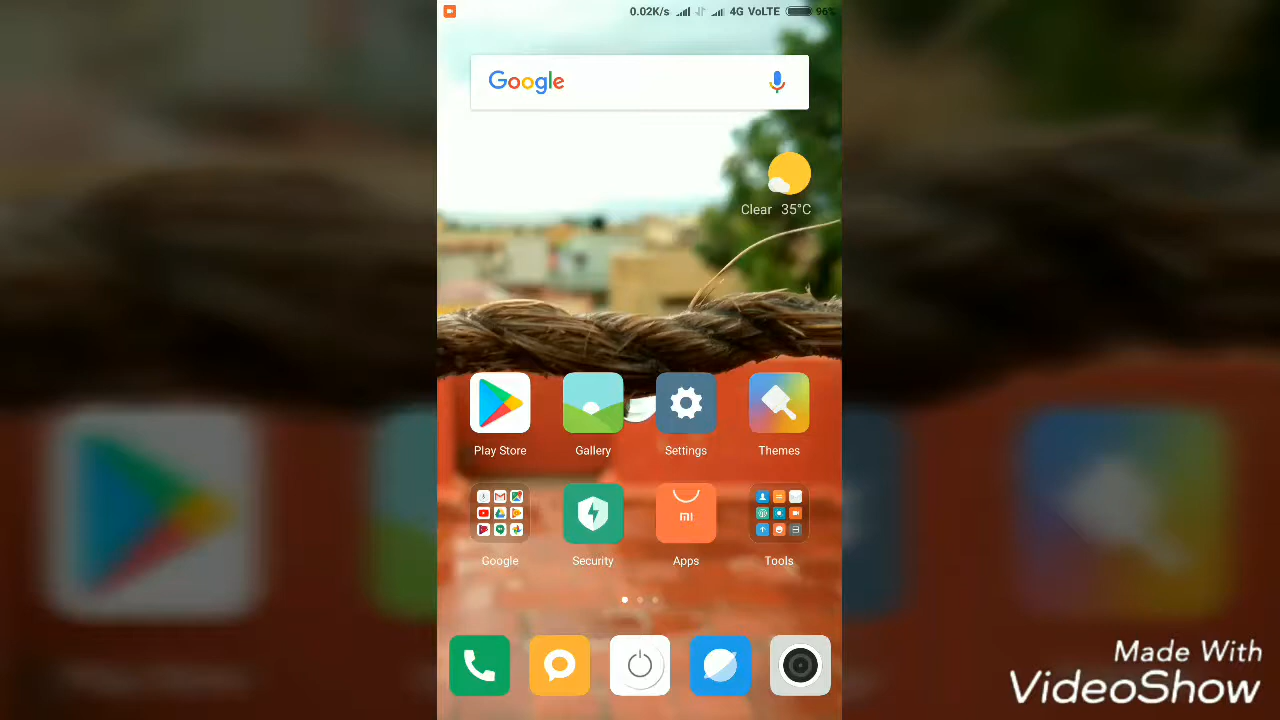 0.02K/s 4G VoLTE 96%
Google
Clear 35°C
Play Store Gallery Settings Themes
MI
Google Security Apps Tools
Made With
VideoShow